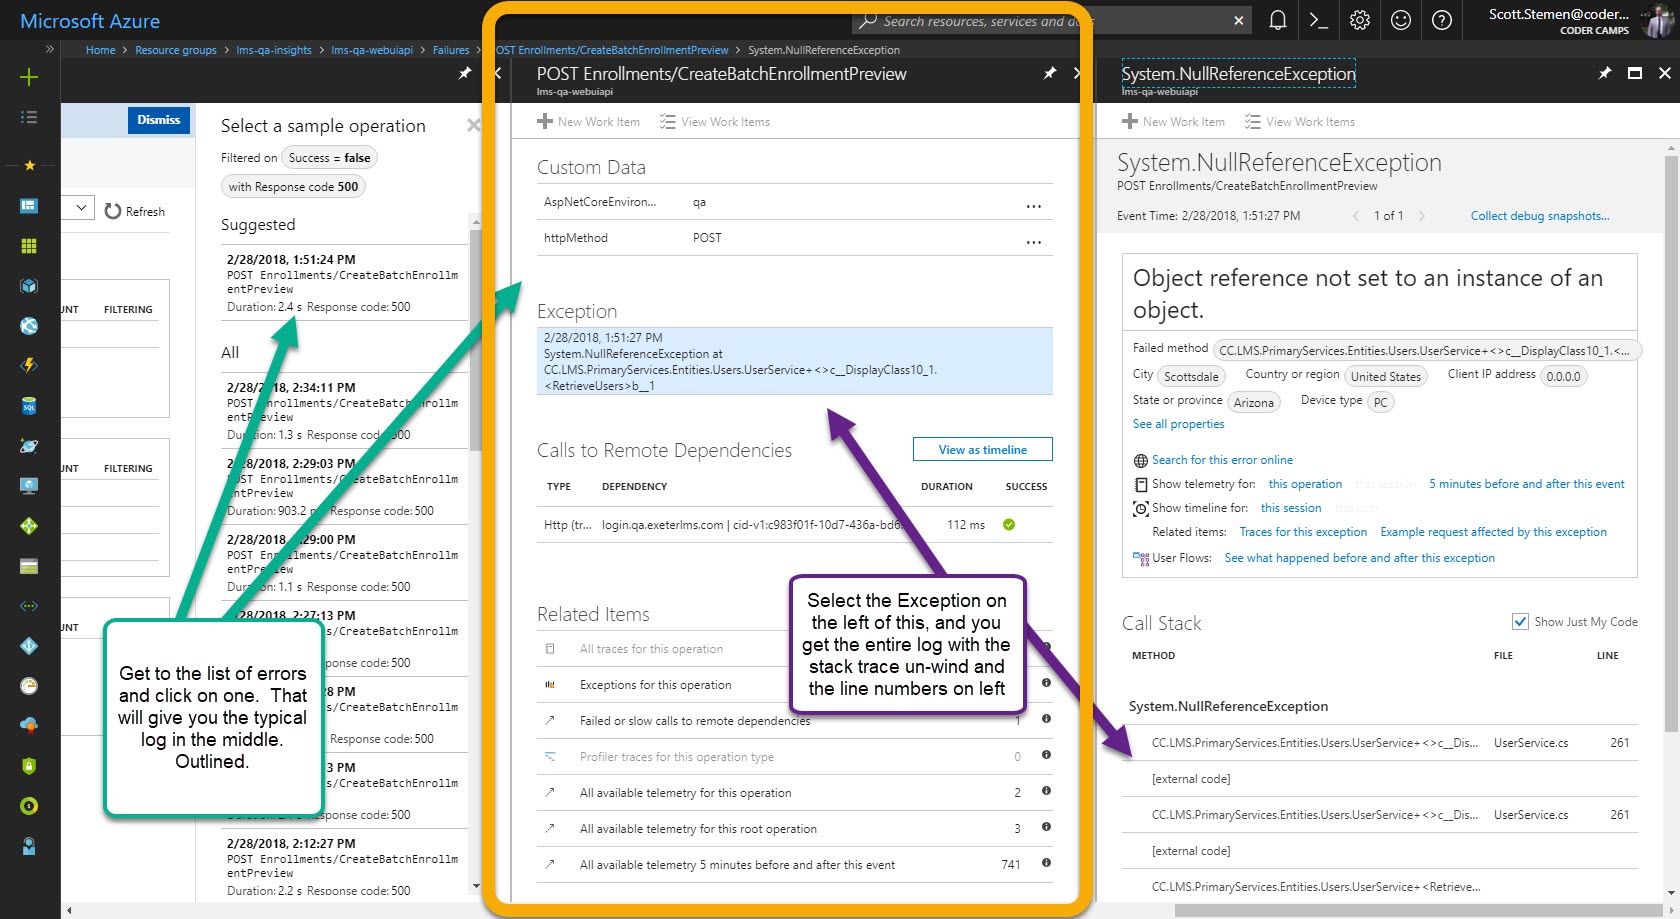 Microsoft Azure
Search resources, services and docs
Scott.Stemen@coder...
CODER CAMPS
Home > Resource groups > lms-qa-insights > lms-qa-webuiapi > Failures > POST Enrollments/CreateBatchEnrollmentPreview > System.NullReferenceException
Dismiss
Refresh
UNT FILTERING
UNT FILTERING
UNT
Select a sample operation
Filtered on Success = false
with Response code 500
Suggested
2/28/2018, 1:51:24 PM
POST Enrollments/CreateBatchEnrollm
entPreview
Duration: 2.4 s Response code: 500
All
2/28/2018, 2:34:11 PM
POST Enrollments/CreateBatchEnrollm
entPreview
Duration: 1.3 s Response code: 500
2/28/2018, 2:29:03 PM
POST Enrollments/CreateBatchEnrollm
entPreview
Duration: 903.2 ms Response code: 500
2/28/2018, 2:29:00 PM
POST Enrollments/CreateBatchEnrollm
entPreview
Duration: 1.1 s Response code: 500
2/28/2018, 2:27:13 PM
s/CreateBatchEnrollm
ponse code: 500
28 PM
s/CreateBatchEnrollm
Response code: 500
3 PM
s/CreateBatchEnrollm
ponse code: 500
2/28/2018, 2:12:27 PM
POST Enrollments/CreateBatchEnrollm
entPreview
Duration: 2.2 s Response code: 500
Get to the list of errors
and click on one. That
will give you the typical
log in the middle.
Outlined.
POST Enrollments/CreateBatchEnrollmentPreview
lms-qa-webuiapi
New Work Item View Work Items
Custom Data
AspNetCoreEnviron... qa ...
httpMethod POST ...
Exception
2/28/2018, 1:51:27 PM
System.NullReferenceException at
CC.LMS.PrimaryServices.Entities.Users.UserService+<>c__DisplayClass10_1.
<RetrieveUsers>b__1
Calls to Remote Dependencies
View as timeline
TYPE DEPENDENCY DURATION SUCCESS
Http (tr... login.qa.exeterlms.com | cid-v1:c983f01f-10d7-436a-bd6. 112 ms
Related Items
All traces for this operation
Exceptions for this operation
Failed or slow calls to remote dependencies 1
Profiler traces for this operation type 0
All available telemetry for this operation 2
All available telemetry for this root operation 3
All available telemetry 5 minutes before and after this event 741
Select the Exception on
the left of this, and you
get the entire log with the
stack trace un-wind and
the line numbers on left
System.NullReferenceException
lms-qa-webuiapi
New Work Item View Work Items
System.NullReferenceException
POST Enrollments/CreateBatchEnrollmentPreview
Event Time: 2/28/2018, 1:51:27 PM < 1 of 1 > Collect debug snapshots...
Object reference not set to an instance of an
object.
Failed method CC.LMS.PrimaryServices.Entities.Users.UserService+<>c__DisplayClass10_1.<...
City Scottsdale Country or region United States Client IP address 0.0.0.0
State or province Arizona Device type PC
See all properties
Search for this error online
Show telemetry for: this operation this session 5 minutes before and after this event
Show timeline for: this session this user
Related items: Traces for this exception Example request affected by this exception
User Flows: See what happened before and after this exception
Call Stack
Show Just My Code
METHOD FILE LINE
System.NullReferenceException
CC.LMS.PrimaryServices.Entities.Users.UserService+<>c__Dis... UserService.cs 261
[external code]
CC.LMS.PrimaryServices.Entities.Users.UserService+<>c__Dis... UserService.cs 261
[external code]
CC.LMS.PrimaryServices.Entities.Users.UserService+<Retrieve...